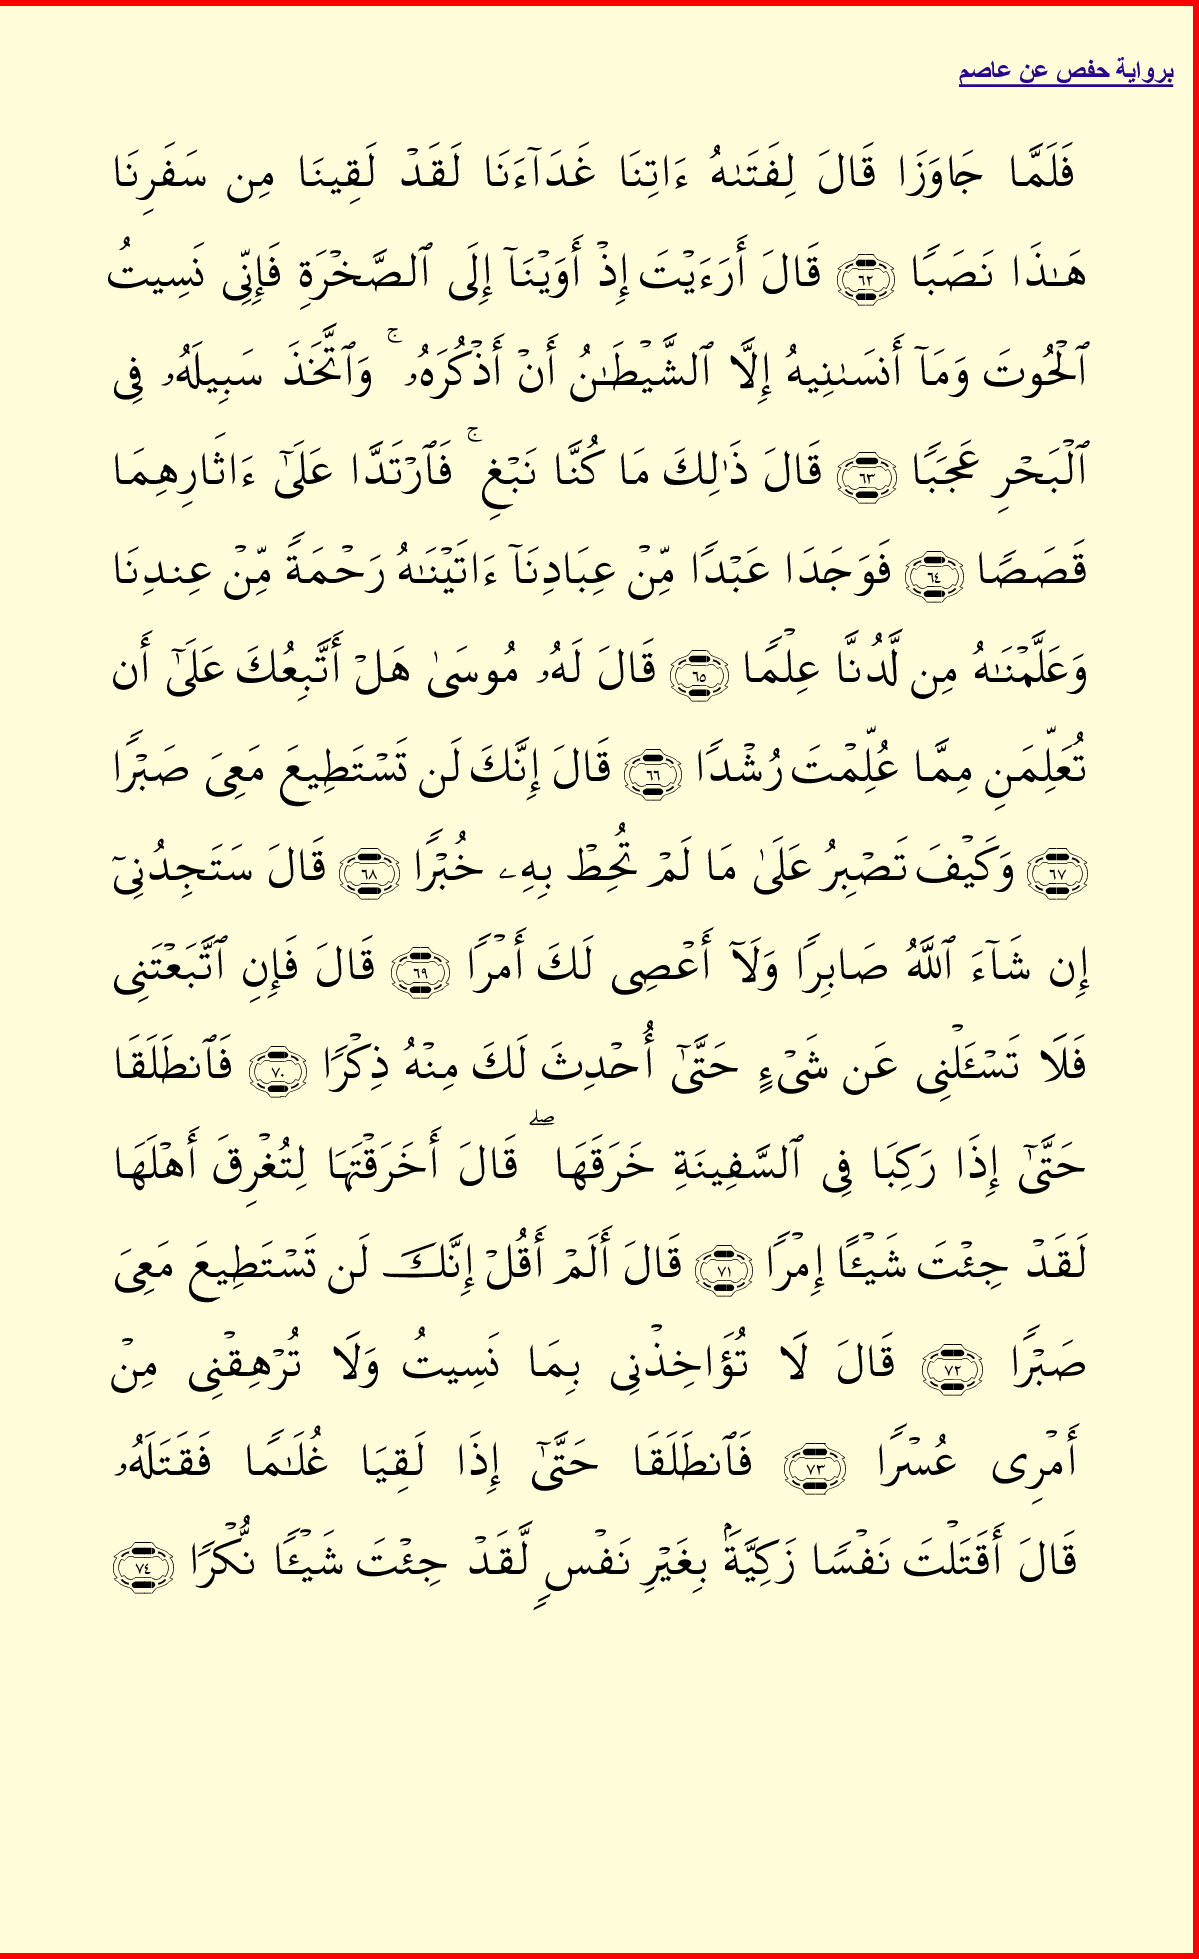 برواية حفص عن عاصم
فَلَمَّا جَاوَزَا قَالَ لِفَتَىٰهُ ءَاتِنَا غَدَآءَنَا لَقَدۡ لَقِينَا مِن سَفَرِنَا
هَـٰذَا نَصَبًا ٦٢ قَالَ أَرَءَيۡتَ إِذۡ أَوَيۡنَآ إِلَى ٱلصَّخۡرَةِ فَإِنِّى نَسِيتُ
ٱلۡحُوتَ وَمَآ أَنسَىٰنِيهُ إِلَّا ٱلشَّيۡطَـٰنُ أَنۡ أَذۡكُرَهُۥ ۚ وَٱتَّخَذَ سَبِيلَهُۥ فِى
ٱلۡبَحۡرِ عَجَبًا ٦٣ قَالَ ذَٰلِكَ مَا كُنَّا نَبۡغِ ۚ فَٱرۡتَدَّا عَلَىٰٓ ءَاثَارِهِمَا
قَصَصًا ٦٤ فَوَجَدَا عَبۡدًا مِّنۡ عِبَادِنَآ ءَاتَيۡنَـٰهُ رَحۡمَةً مِّنۡ عِندِنَا
وَعَلَّمۡنَـٰهُ مِن لَّدُنَّا عِلۡمًا ٦٥ قَالَ لَهُۥ مُوسَىٰ هَلۡ أَتَّبِعُكَ عَلَىٰٓ أَن
تُعَلِّمَنِ مِمَّا عُلِّمۡتَ رُشۡدًا ٦٦ قَالَ إِنَّكَ لَن تَسۡتَطِيعَ مَعِىَ صَبۡرًا
٦٧ وَكَيۡفَ تَصۡبِرُ عَلَىٰ مَا لَمۡ تُحِطۡ بِهِۦ خُبۡرًا ٦٨ قَالَ سَتَجِدُنِىٓ
إِن شَآءَ ٱللَّهُ صَابِرًا وَلَآ أَعۡصِى لَكَ أَمۡرًا ٦٩ قَالَ فَإِنِ ٱتَّبَعۡتَنِى
فَلَا تَسۡـَٔلۡنِى عَن شَىۡءٍ حَتَّىٰٓ أُحۡدِثَ لَكَ مِنۡهُ ذِكۡرًا ٧٠ فَٱنطَلَقَا
حَتَّىٰٓ إِذَا رَكِبَا فِى ٱلسَّفِينَةِ خَرَقَهَا ۖ قَالَ أَخَرَقۡتَهَا لِتُغۡرِقَ أَهۡلَهَا
لَقَدۡ جِئۡتَ شَيۡـًٔا إِمۡرًا ٧١ قَالَ أَلَمۡ أَقُلۡ إِنَّكَ لَن تَسۡتَطِيعَ مَعِىَ
صَبۡرًا ٧٢ قَالَ لَا تُؤَاخِذۡنِى بِمَا نَسِيتُ وَلَا تُرۡهِقۡنِى مِنۡ
أَمۡرِى عُسۡرًا ٧٣ فَٱنطَلَقَا حَتَّىٰٓ إِذَا لَقِيَا غُلَـٰمًا فَقَتَلَهُۥ
قَالَ أَقَتَلۡتَ نَفۡسًا زَكِيَّةَۢ بِغَيۡرِ نَفۡسٍ لَّقَدۡ جِئۡتَ شَيۡـًٔا نُّكۡرًا ٧٤